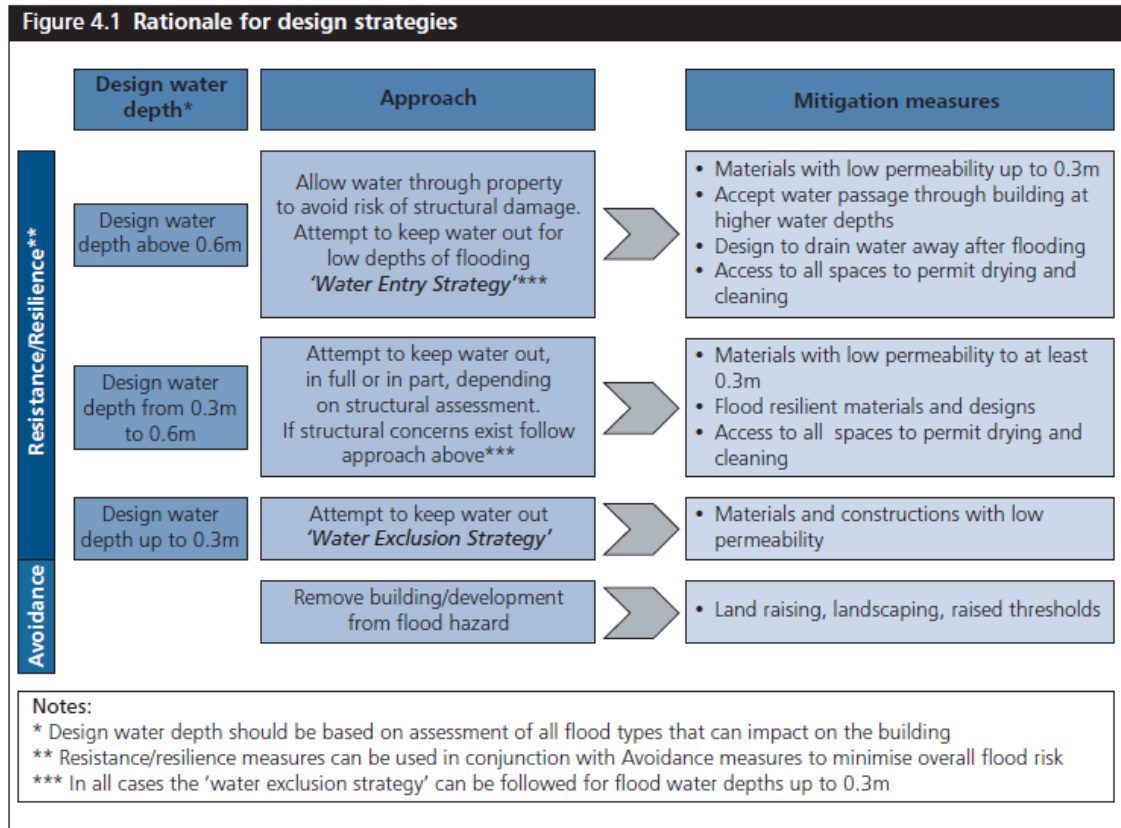 Figure 4.1 Rationale for design strategies
Design water
depth*
Approach
Mitigation measures
Resistance/Resilience**
Design water
depth above 0.6m
Allow water through property
to avoid risk of structural damage.
Attempt to keep water out for
low depths of flooding
'Water Entry Strategy'***
• Materials with low permeability up to 0.3m
• Accept water passage through building at
higher water depths
• Design to drain water away after flooding
• Access to all spaces to permit drying and
cleaning
Design water
depth from 0.3m
to 0.6m
Attempt to keep water out,
in full or in part, depending
on structural assessment.
If structural concerns exist follow
approach above***
• Materials with low permeability to at least
0.3m
• Flood resilient materials and designs
• Access to all spaces to permit drying and
cleaning
Design water
depth up to 0.3m
Attempt to keep water out
'Water Exclusion Strategy'
• Materials and constructions with low
permeability
Avoidance
Remove building/development
from flood hazard
• Land raising, landscaping, raised thresholds
Notes:
* Design water depth should be based on assessment of all flood types that can impact on the building
** Resistance/resilience measures can be used in conjunction with Avoidance measures to minimise overall flood risk
*** In all cases the 'water exclusion strategy' can be followed for flood water depths up to 0.3m